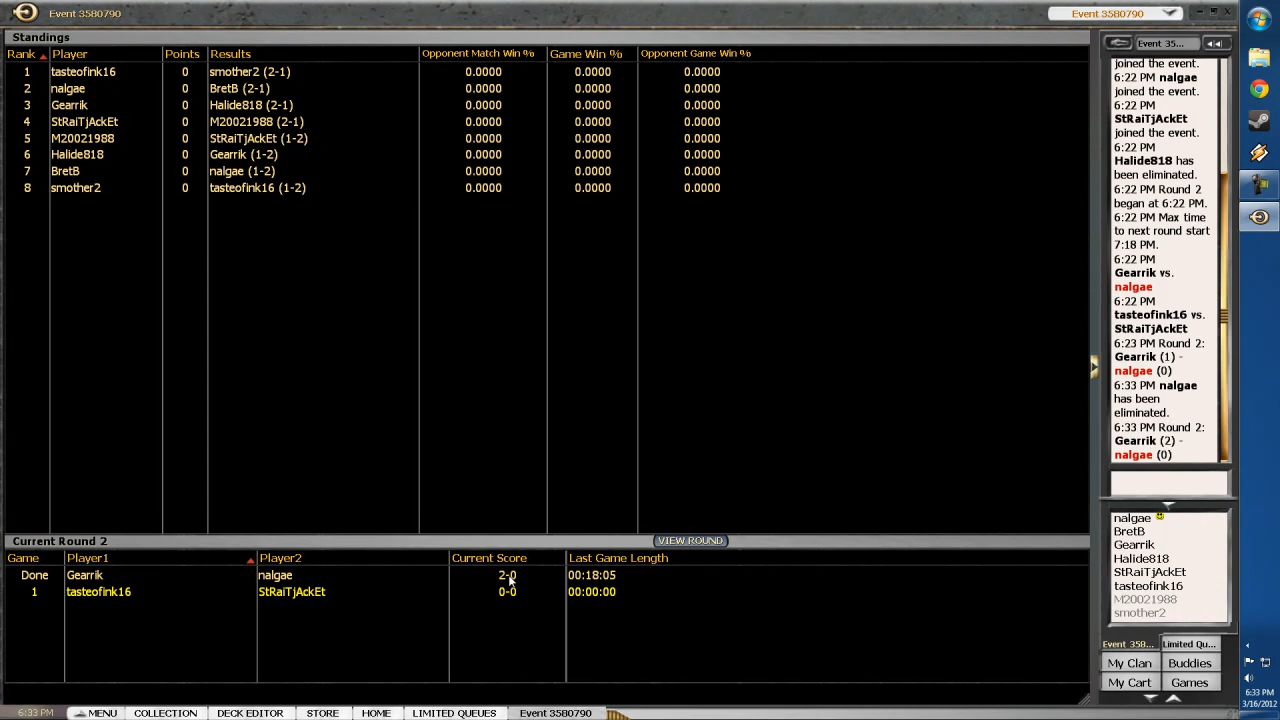 Event 3580790
Event 3580790
Standings
Rank Player Points Results Opponent Match Win % Game Win % Opponent Game Win %
1 tasteofink16 0 smother2 (2-1) 0.0000 0.0000 0.0000
2 nalgae 0 BretB (2-1) 0.0000 0.0000 0.0000
3 Gearrik 0 Halide818 (2-1) 0.0000 0.0000 0.0000
4 StRaiTjAckEt 0 M20021988 (2-1) 0.0000 0.0000 0.0000
5 M20021988 0 StRaiTjAckEt (1-2) 0.0000 0.0000 0.0000
6 Halide818 0 Gearrik (1-2) 0.0000 0.0000 0.0000
7 BretB 0 nalgae (1-2) 0.0000 0.0000 0.0000
8 smother2 0 tasteofink16 (1-2) 0.0000 0.0000 0.0000
Current Round 2
VIEW ROUND
Game Player1 Player2 Current Score Last Game Length
Done Gearrik nalgae 2-0 00:18:05
1 tasteofink16 StRaiTjAckEt 0-0 00:00:00
Event 35...
joined the event.
6:22 PM nalgae
joined the event.
6:22 PM
StRaiTjAckEt
joined the event.
6:22 PM
Halide818 has
been eliminated.
6:22 PM Round 2
began at 6:22 PM.
6:22 PM Max time
to next round start
7:18 PM.
6:22 PM
Gearrik vs.
nalgae
6:22 PM
tasteofink16 vs.
StRaiTjAckEt
6:23 PM Round 2:
Gearrik (1) -
nalgae (0)
6:33 PM nalgae
has been
eliminated.
6:33 PM Round 2:
Gearrik (2) -
nalgae (0)
nalgae
BretB
Gearrik
Halide818
StRaiTjAckEt
tasteofink16
M20021988
smother2
Event 358... Limited Qu...
My Clan Buddies
My Cart Games
6:33 PM MENU COLLECTION DECK EDITOR STORE HOME LIMITED QUEUES Event 3580790
6:33 PM
3/16/2012